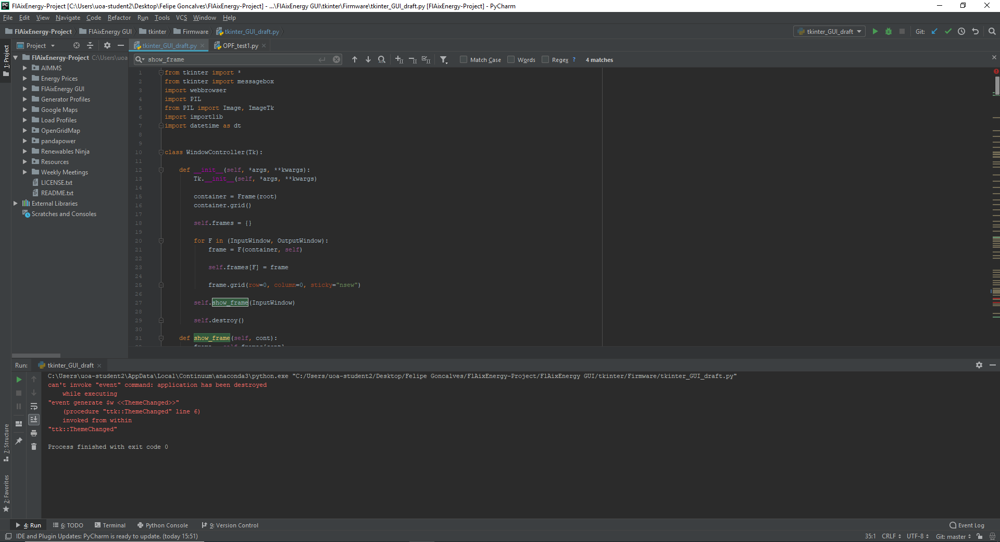 FlAixEnergy-Project [C:\Users\uoa-student2\Desktop\Felipe Goncalves\FlAixEnergy-Project] - ...\FlAixEnergy GUI\tkinter\Firmware\tkinter_GUI_draft.py [FlAixEnergy-Project] - PyCharm
File Edit View Navigate Code Refactor Run Tools VCS Window Help
FlAixEnergy-Project FlAixEnergy GUI tkinter Firmware tkinter_GUI_draft.py tkinter_GUI_draft Git:
Project tkinter_GUI_draft.py OPF_test1.py
1: Project
FlAixEnergy-Project C:\Users\uoa
AIMMS
Energy Prices
FlAixEnergy GUI
Generator Profiles
Google Maps
Load Profiles
OpenGridMap
pandapower
Renewables Ninja
Resources
Weekly Meetings
LICENSE.txt
README.txt
External Libraries
Scratches and Consoles
show_frame Match Case Words Regex ? 4 matches
1 from tkinter import *
2 from tkinter import messagebox
3 import webbrowser
4 import PIL
5 from PIL import Image, ImageTk
6 import importlib
7 import datetime as dt
8
9
10 class WindowController(Tk):
11
12 def __init__(self, *args, **kwargs):
13 Tk.__init__(self, *args, **kwargs)
14
15 container = Frame(root)
16 container.grid()
17
18 self.frames = {}
19
20 for F in (InputWindow, OutputWindow):
21 frame = F(container, self)
22
23 self.frames[F] = frame
24
25 frame.grid(row=0, column=0, sticky="nsew")
26
27 self.show_frame(InputWindow)
28
29 self.destroy()
30
31 def show_frame(self, cont):
32 frame = self.frames[cont]
Run: tkinter_GUI_draft
C:\Users\uoa-student2\AppData\Local\Continuum\anaconda3\python.exe "C:/Users/uoa-student2/Desktop/Felipe Goncalves/FlAixEnergy-Project/FlAixEnergy GUI/tkinter/Firmware/tkinter_GUI_draft.py"
can't invoke "event" command: application has been destroyed
while executing
"event generate $w <<ThemeChanged>>"
(procedure "ttk::ThemeChanged" line 6)
invoked from within
"ttk::ThemeChanged"
Process finished with exit code 0
7: Structure
2: Favorites
4: Run 6: TODO Terminal Python Console 9: Version Control Event Log
IDE and Plugin Updates: PyCharm is ready to update. (today 15:51) 35:1 CRLF UTF-8 Git: master